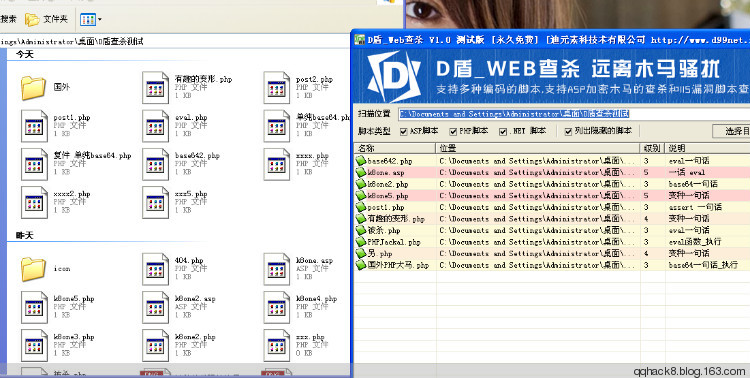 搜索 文件夹
ings\Administrator\桌面\D盾查杀测试
今天
国外
有趣的变形.php
PHP 文件
1 KB
post2.php
PHP 文件
1 KB
post1.php
PHP 文件
1 KB
eval.php
PHP 文件
1 KB
单纯base64.php
PHP 文件
1 KB
复件 单纯base64.php
base642.php
PHP 文件
1 KB
xxxx.php
PHP 文件
1 KB
xxxx2.php
PHP 文件
1 KB
xxx5.php
PHP 文件
1 KB
昨天
icon
404.php
PHP 文件
1 KB
k8one.asp
ASP 文件
1 KB
k8one5.php
PHP 文件
1 KB
k8one2.asp
ASP 文件
1 KB
k8one4.php
PHP 文件
1 KB
k8one3.php
PHP 文件
1 KB
k8one2.php
PHP 文件
1 KB
xxx.php
PHP 文件
0 KB
被杀.php
D盾_Web查杀 V1.0 测试版 [永久免费] [迪元素科技术有限公司 http://www.d99net.
D盾_WEB查杀 远离木马骚扰
支持多种编码的脚本,支持ASP加密木马的查杀和IIS漏洞脚本查
扫描位置 C:\Documents and Settings\Administrator\桌面\D盾查杀测试
脚本类型 ASP脚本 PHP脚本 .NET 脚本 列出隐藏的脚本 选择目
名称 位置 级别 说明
base642.php C:\Documents and Settings\Administrator\桌面\... 3 eval一句话
k8one.asp C:\Documents and Settings\Administrator\桌面\... 5 一话 eval
k8one2.php C:\Documents and Settings\Administrator\桌面\... 3 base64一句话
k8one5.php C:\Documents and Settings\Administrator\桌面\... 5 变种一句话
post1.php C:\Documents and Settings\Administrator\桌面\... 3 assert 一句话
有趣的变形.php C:\Documents and Settings\Administrator\桌面\... 4 变种一句话
被杀.php C:\Documents and Settings\Administrator\桌面\... 3 eval一句话
PHPJackal.php C:\Documents and Settings\Administrator\桌面\... 3 eval函数_执行
另.php C:\Documents and Settings\Administrator\桌面\... 4 变种一句话
国外PHP大马.php C:\Documents and Settings\Administrator\桌面\... 3 base64一句话_执行
qqhack8.blog.163.com